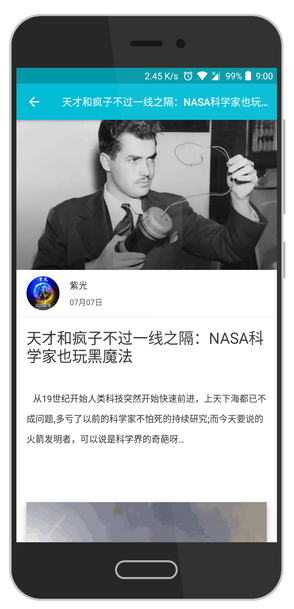 2.45 K/s 99% 9:00
天才和疯子不过一线之隔：NASA科学家也玩...
紫光
07月07日
天才和疯子不过一线之隔：NASA科
学家也玩黑魔法
从19世纪开始人类科技突然开始快速前进，上天下海都已不
成问题,多亏了以前的科学家不怕死的持续研究;而今天要说的
火箭发明者，可以说是科学界的奇葩呀...